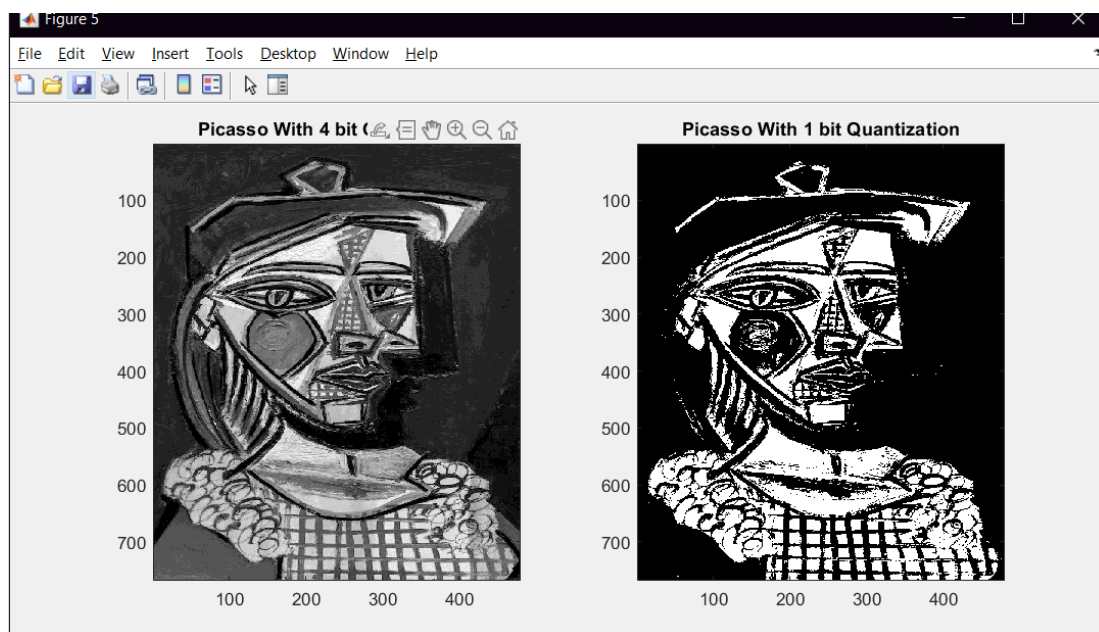 Figure 5
File Edit View Insert Tools Desktop Window Help
Picasso With 4 bit
Picasso With 1 bit Quantization
100
200
300
400
500
600
700
100 200 300 400
100
200
300
400
500
600
700
100 200 300 400